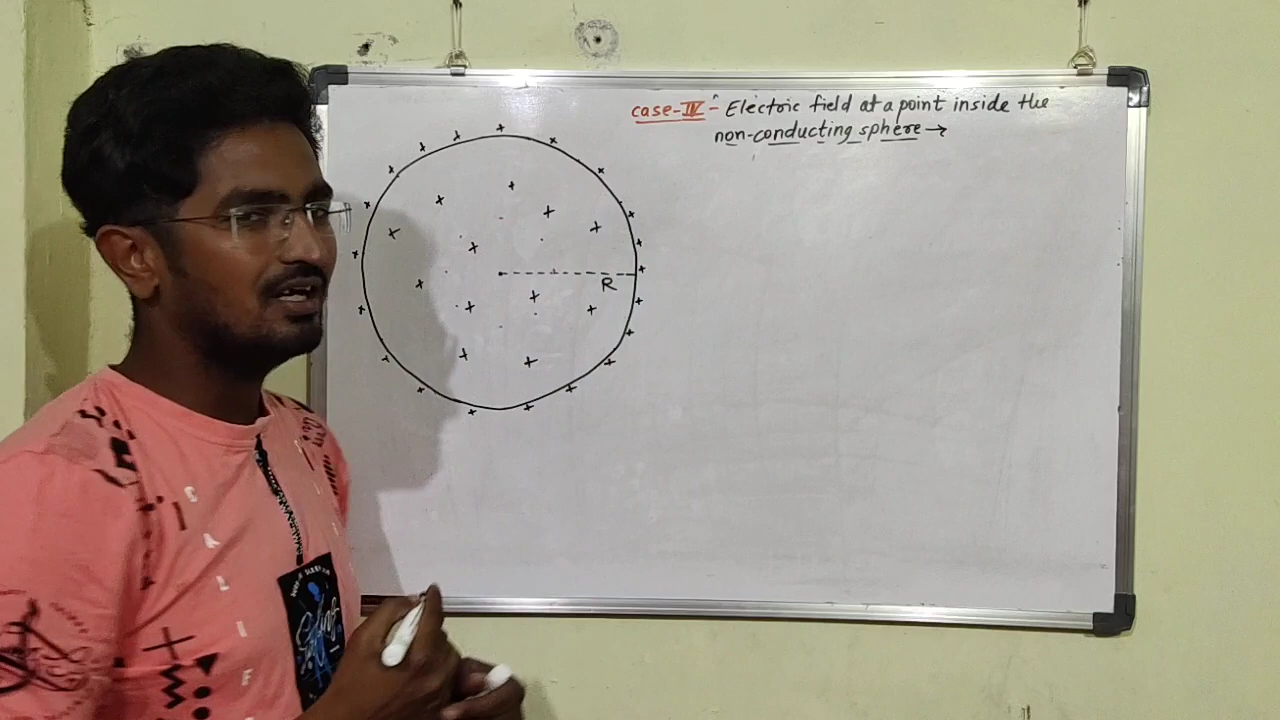 case-IV:- Electric field at a point inside the
non-conducting sphere →
R